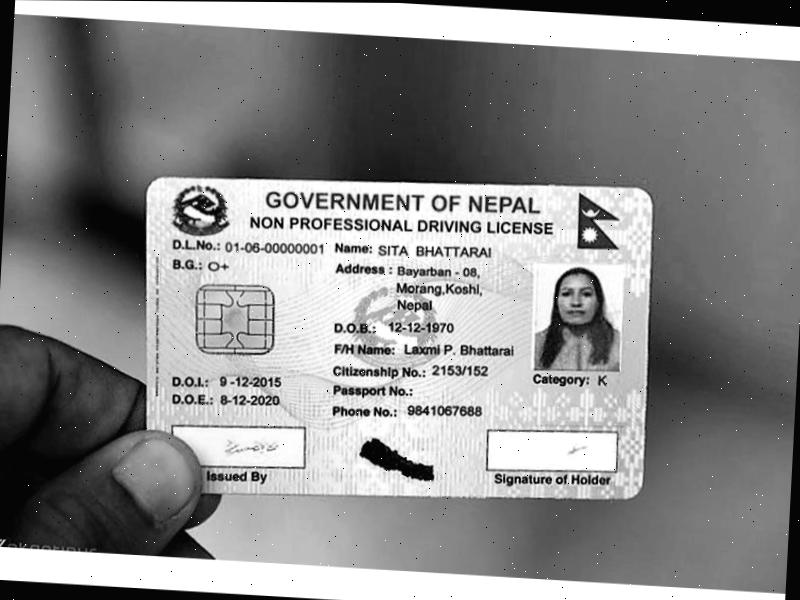 GOVERNMENT OF NEPAL
NON PROFESSIONAL DRIVING LICENSE
D.L.No.: 01-06-00000001
Name: SITA BHATTARAI
B.G.: O+
Address : Bayarban - 08,
Morang,Koshi,
Nepal
D.O.B.: 12-12-1970
F/H Name: Laxmi P. Bhattarai
Citizenship No.: 2153/152
Passport No.:
Phone No.: 9841067688
D.O.I.: 9 -12-2015
D.O.E.: 8-12-2020
Category: K
Issued By
Signature of Holder